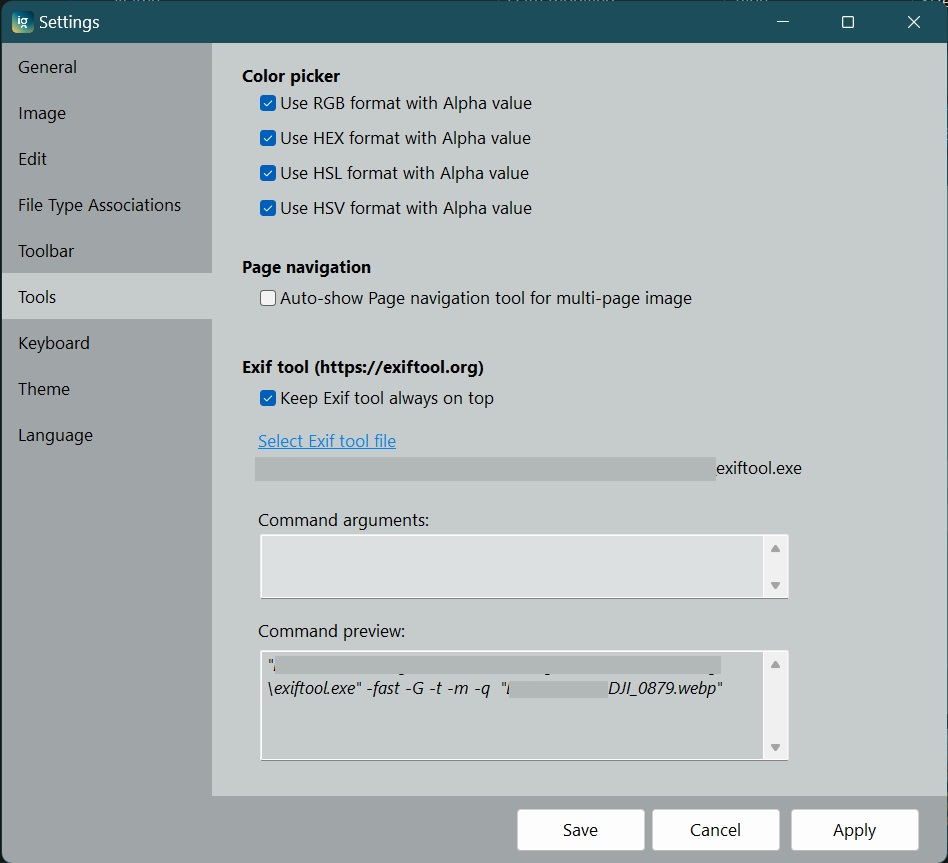 ig Settings
General
Image
Edit
File Type Associations
Toolbar
Tools
Keyboard
Theme
Language
Color picker
Use RGB format with Alpha value
Use HEX format with Alpha value
Use HSL format with Alpha value
Use HSV format with Alpha value
Page navigation
Auto-show Page navigation tool for multi-page image
Exif tool (https://exiftool.org)
Keep Exif tool always on top
Select Exif tool file
exiftool.exe
Command arguments:
Command preview:
"
\exiftool.exe" -fast -G -t -m -q "
DJI_0879.webp"
Save Cancel Apply